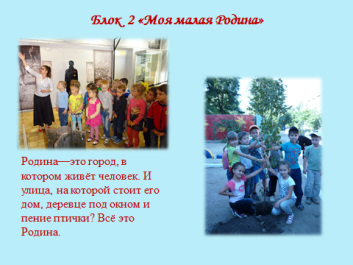 Блок 2 «Моя малая Родина»
Родина—это город, в
котором живёт человек. И
улица, на которой стоит его
дом, деревце под окном и
пение птички? Всё это
Родина.